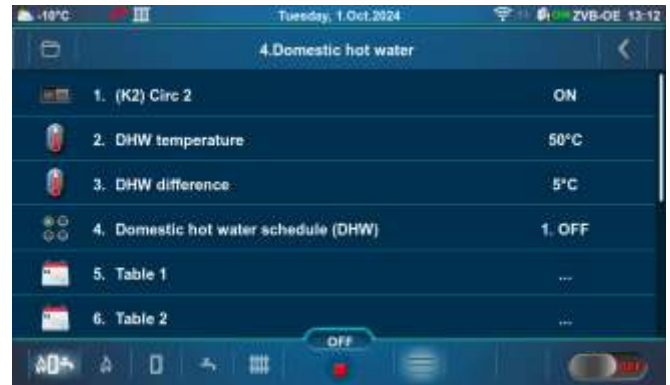 -10°C Tuesday, 1.Oct.2024 ZVB-OE 13:12
4.Domestic hot water
1. (K2) Circ 2 ON
2. DHW temperature 50°C
3. DHW difference 5°C
4. Domestic hot water schedule (DHW) 1. OFF
5. Table 1 ...
6. Table 2 ...
OFF
OFF